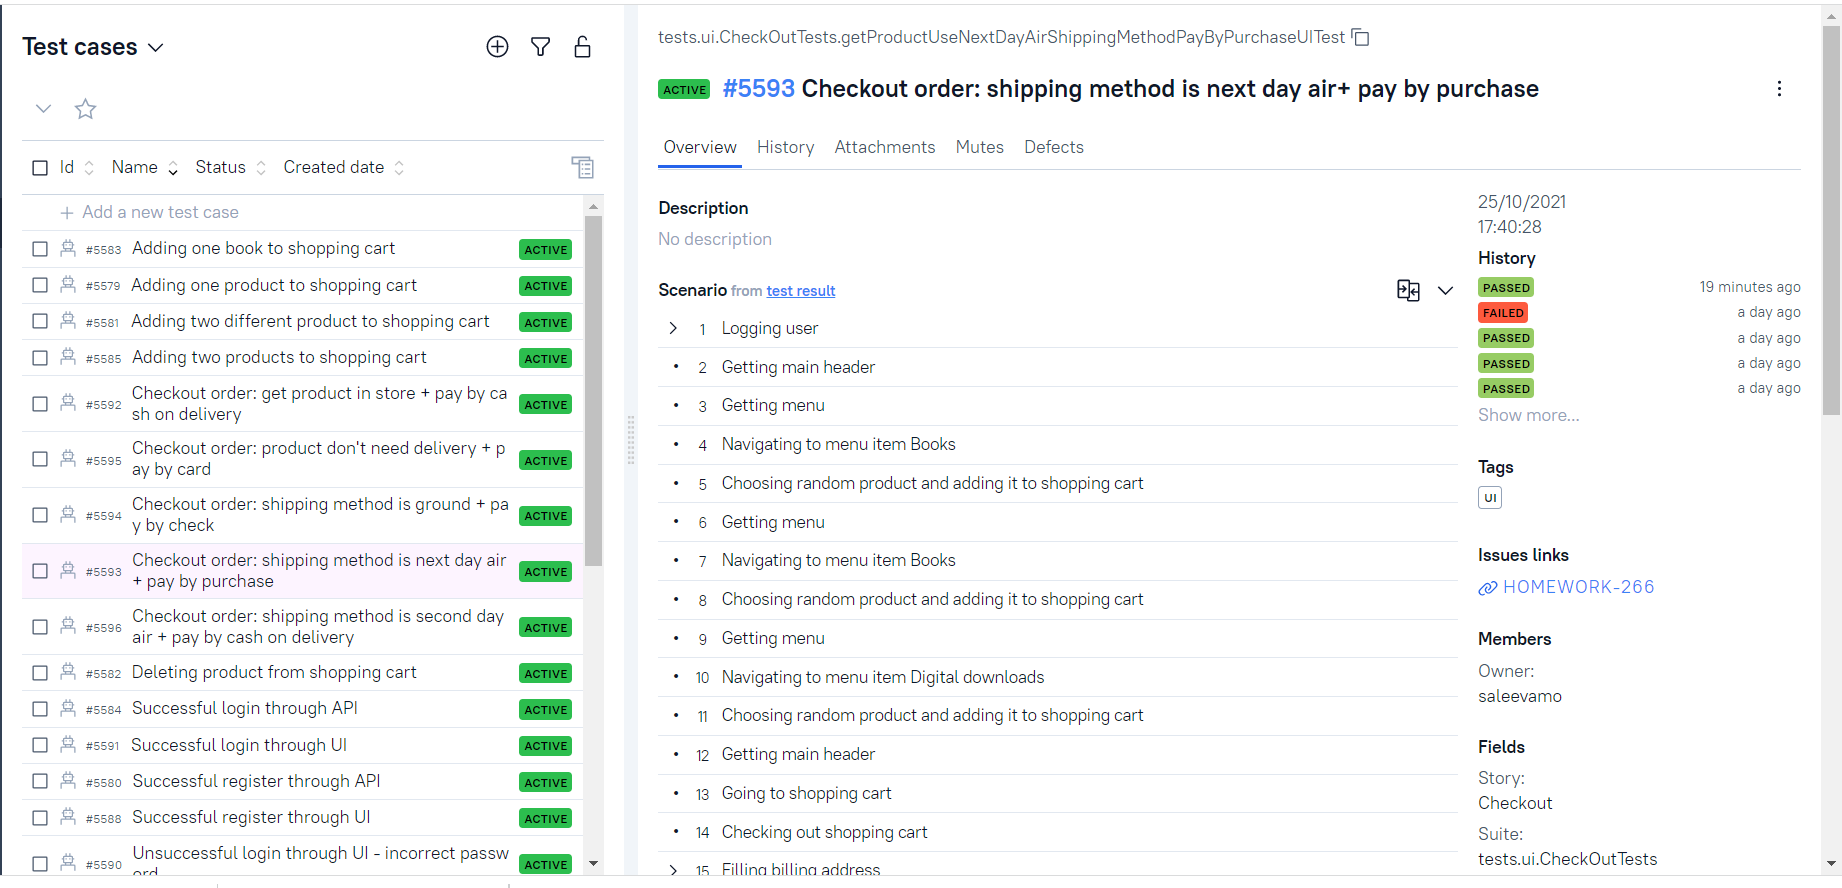 Test cases
Id Name Status Created date
Add a new test case
#5583 Adding one book to shopping cart ACTIVE
#5579 Adding one product to shopping cart ACTIVE
#5581 Adding two different product to shopping cart ACTIVE
#5585 Adding two products to shopping cart ACTIVE
Checkout order: get product in store + pay by ca
#5592 ACTIVE
sh on delivery
Checkout order: product don't need delivery + p
#5595 ACTIVE
ay by card
Checkout order: shipping method is ground + pa
#5594 ACTIVE
y by check
Checkout order: shipping method is next day air
#5593 ACTIVE
+ pay by purchase
Checkout order: shipping method is second day
#5596 ACTIVE
air + pay by cash on delivery
#5582 Deleting product from shopping cart ACTIVE
#5584 Successful login through API ACTIVE
#5591 Successful login through UI ACTIVE
#5580 Successful register through API ACTIVE
#5588 Successful register through UI ACTIVE
Unsuccessful login through UI - incorrect passw
#5590 ACTIVE
ord
tests.ui.CheckOutTests.getProductUseNextDayAirShippingMethodPayByPurchaseUITest
ACTIVE #5593 Checkout order: shipping method is next day air+ pay by purchase
Overview History Attachments Mutes Defects
Description
No description
Scenario from test result
1 Logging user
2 Getting main header
3 Getting menu
4 Navigating to menu item Books
5 Choosing random product and adding it to shopping cart
6 Getting menu
7 Navigating to menu item Books
8 Choosing random product and adding it to shopping cart
9 Getting menu
10 Navigating to menu item Digital downloads
11 Choosing random product and adding it to shopping cart
12 Getting main header
13 Going to shopping cart
14 Checking out shopping cart
15 Filling billing address
25/10/2021
17:40:28
History
PASSED 19 minutes ago
FAILED a day ago
PASSED a day ago
PASSED a day ago
PASSED a day ago
Show more...
Tags
UI
Issues links
HOMEWORK-266
Members
Owner:
saleevamo
Fields
Story:
Checkout
Suite:
tests.ui.CheckOutTests